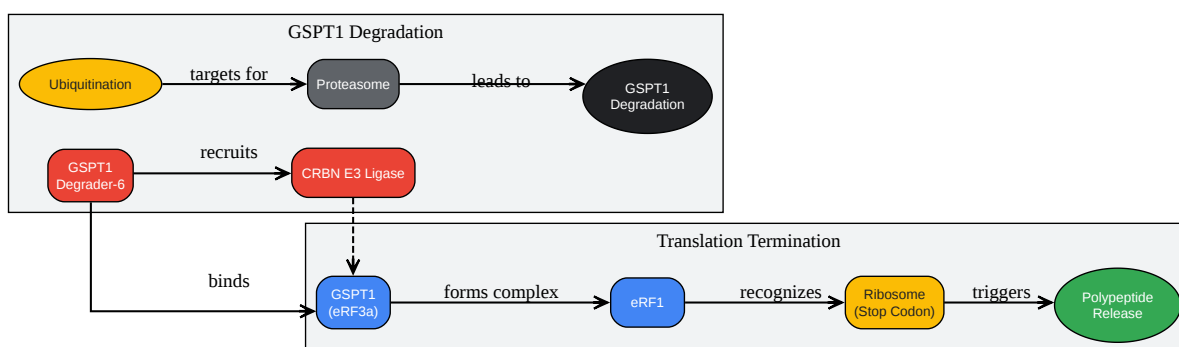 GSPT1 Degradation
Ubiquitination
targets for
Proteasome
leads to
GSPT1
Degradation
GSPT1
Degrader-6
recruits
CRBN E3 Ligase
Translation Termination
binds
GSPT1
(eRF3a)
forms complex
eRF1
recognizes
Ribosome
(Stop Codon)
triggers
Polypeptide
Release